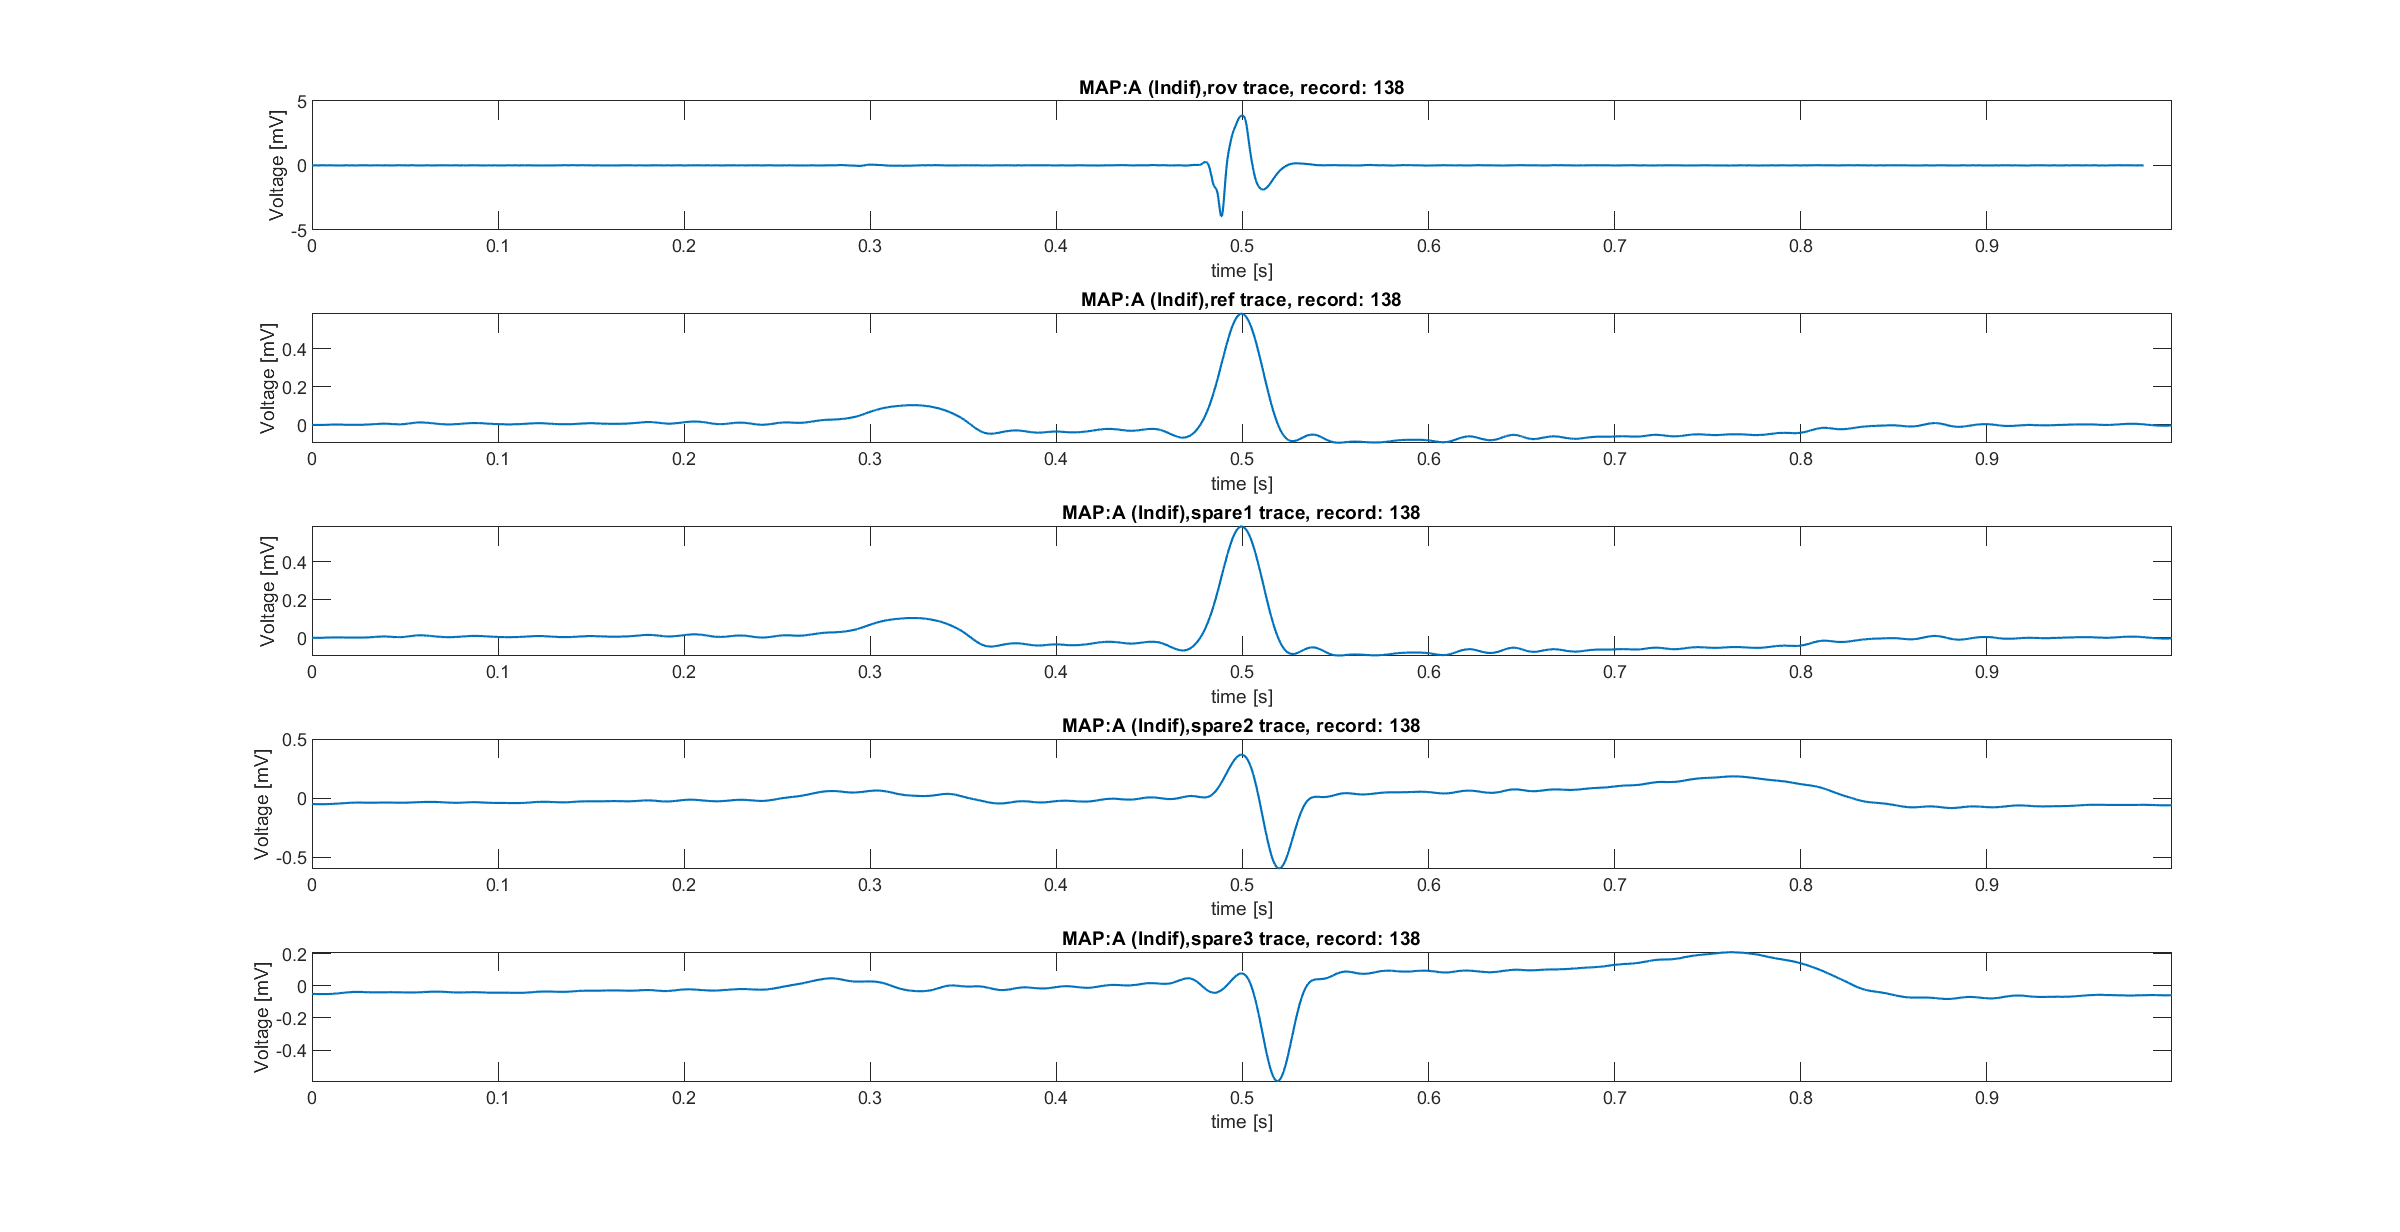 MAP:A (Indif),rov trace, record: 138
Voltage [mV]
5
0
-5
0 0.1 0.2 0.3 0.4 0.5 0.6 0.7 0.8 0.9
time [s]
MAP:A (Indif),ref trace, record: 138
Voltage [mV]
0.4
0.2
0
0 0.1 0.2 0.3 0.4 0.5 0.6 0.7 0.8 0.9
time [s]
MAP:A (Indif),spare1 trace, record: 138
Voltage [mV]
0.4
0.2
0
0 0.1 0.2 0.3 0.4 0.5 0.6 0.7 0.8 0.9
time [s]
MAP:A (Indif),spare2 trace, record: 138
Voltage [mV]
0.5
0
-0.5
0 0.1 0.2 0.3 0.4 0.5 0.6 0.7 0.8 0.9
time [s]
MAP:A (Indif),spare3 trace, record: 138
Voltage [mV]
0.2
0
-0.2
-0.4
0 0.1 0.2 0.3 0.4 0.5 0.6 0.7 0.8 0.9
time [s]